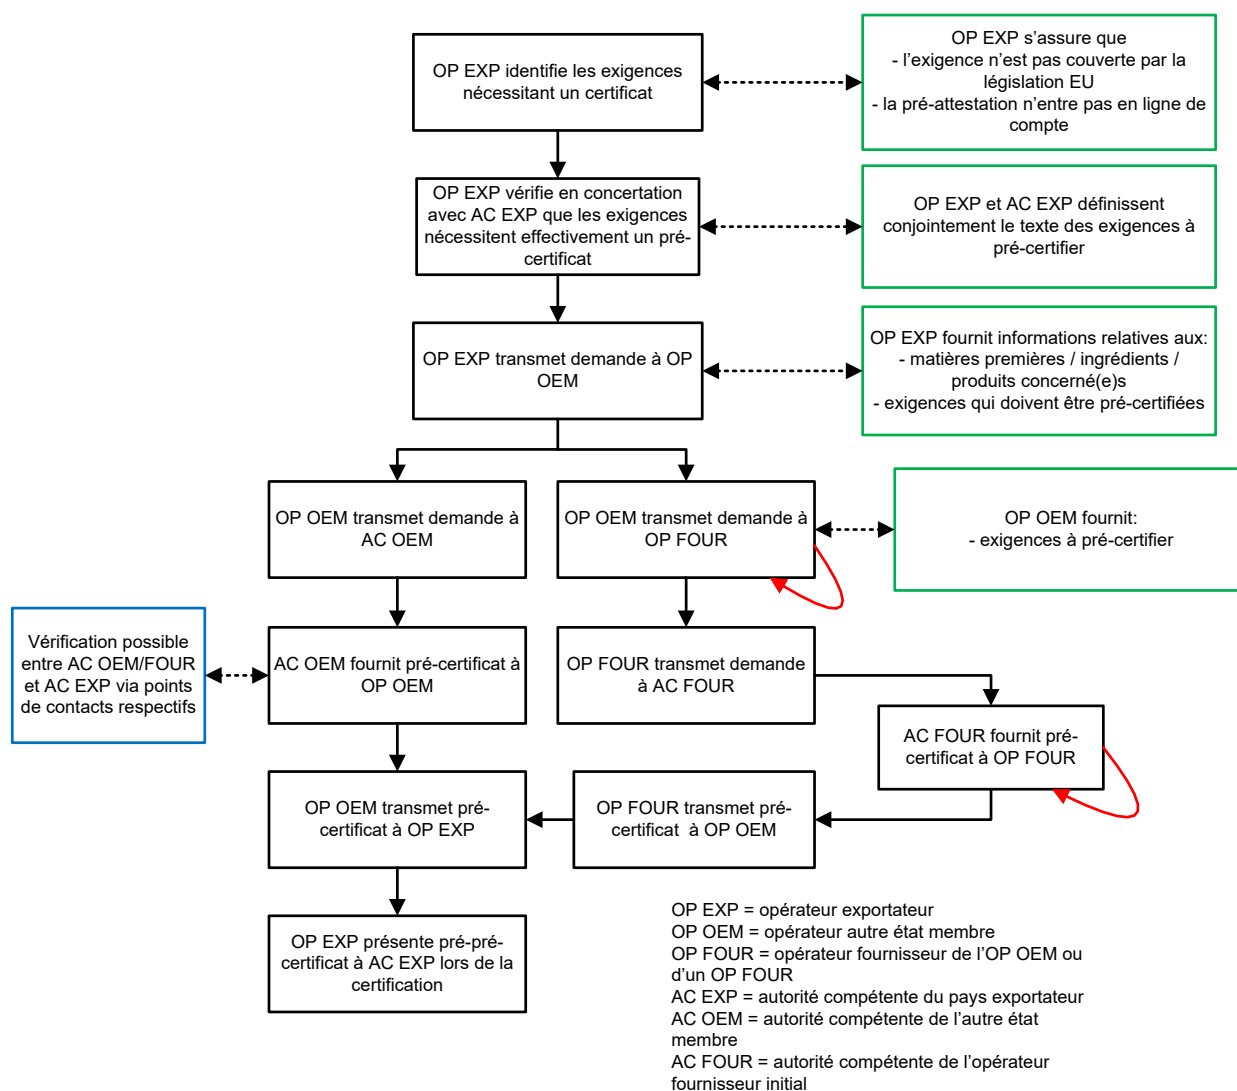 OP EXP identifie les exigences
nécessitant un certificat
OP EXP s'assure que
- l'exigence n'est pas couverte par la
législation EU
- la pré-attestation n'entre pas en ligne de
compte
OP EXP vérifie en concertation
avec AC EXP que les exigences
nécessitent effectivement un pré-
certificat
OP EXP et AC EXP définissent
conjointement le texte des exigences à
pré-certifier
OP EXP transmet demande à OP
OEM
OP EXP fournit informations relatives aux:
- matières premières / ingrédients /
produits concerné(e)s
- exigences qui doivent être pré-certifiées
OP OEM transmet demande à
AC OEM
OP OEM transmet demande à
OP FOUR
OP OEM fournit:
- exigences à pré-certifier
Vérification possible
entre AC OEM/FOUR
et AC EXP via points
de contacts respectifs
AC OEM fournit pré-certificat à
OP OEM
OP FOUR transmet demande
à AC FOUR
AC FOUR fournit pré-
certificat à OP FOUR
OP OEM transmet pré-
certificat à OP EXP
OP FOUR transmet pré-
certificat à OP OEM
OP EXP présente pré-pré-
certificat à AC EXP lors de la
certification
OP EXP = opérateur exportateur
OP OEM = opérateur autre état membre
OP FOUR = opérateur fournisseur de l'OP OEM ou
d'un OP FOUR
AC EXP = autorité compétente du pays exportateur
AC OEM = autorité compétente de l'autre état
membre
AC FOUR = autorité compétente de l'opérateur
fournisseur initial